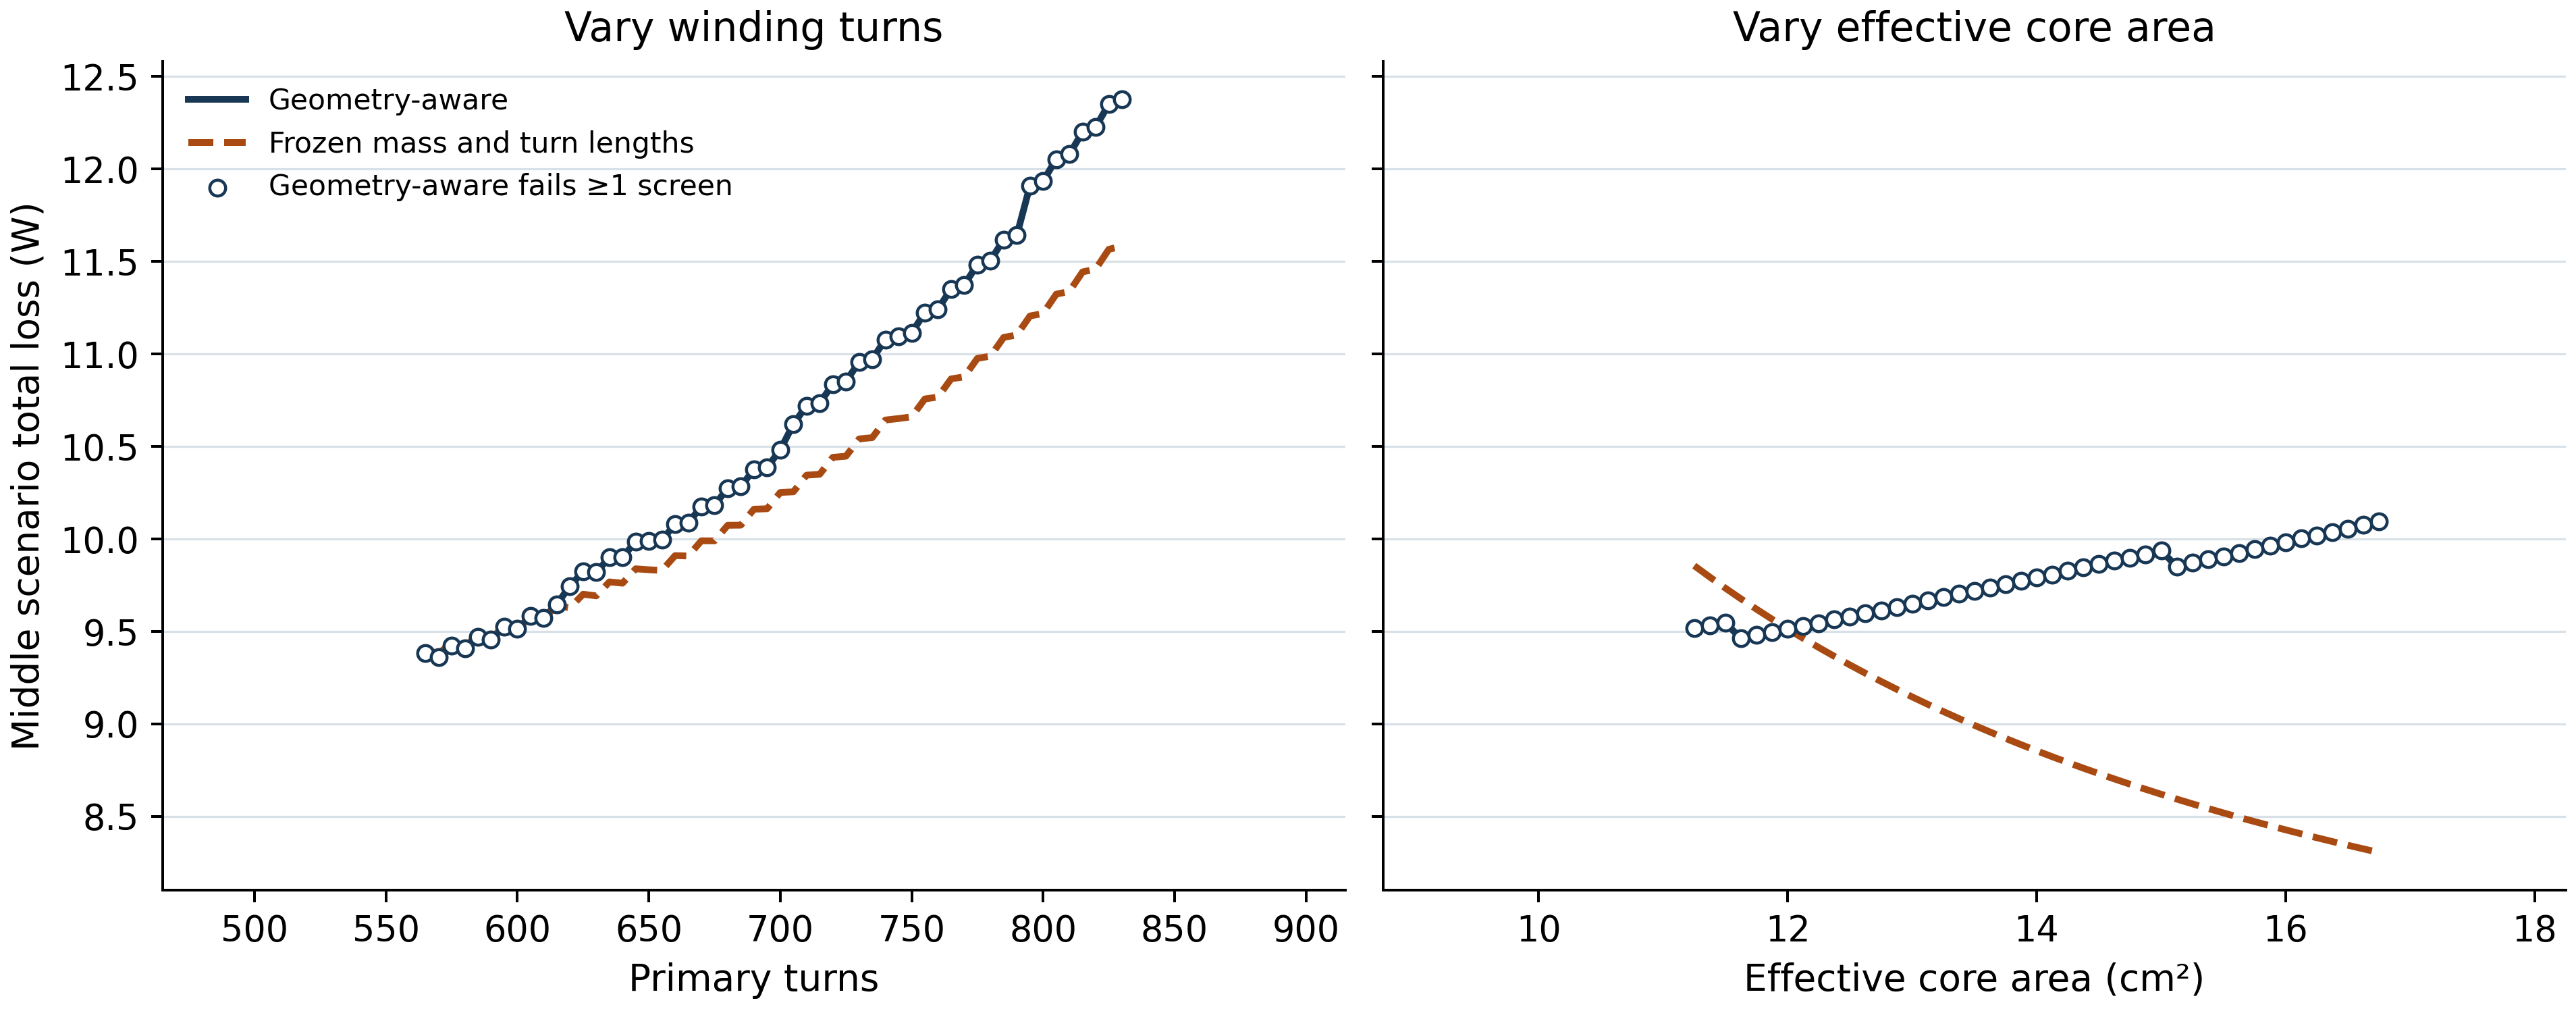 Vary winding turns
Vary effective core area
Middle scenario total loss (W)
12.5
12.0
11.5
11.0
10.5
10.0
9.5
9.0
8.5
Geometry-aware
Frozen mass and turn lengths
Geometry-aware fails ≥1 screen
500 550 600 650 700 750 800 850 900
10 12 14 16 18
Primary turns
Effective core area (cm²)